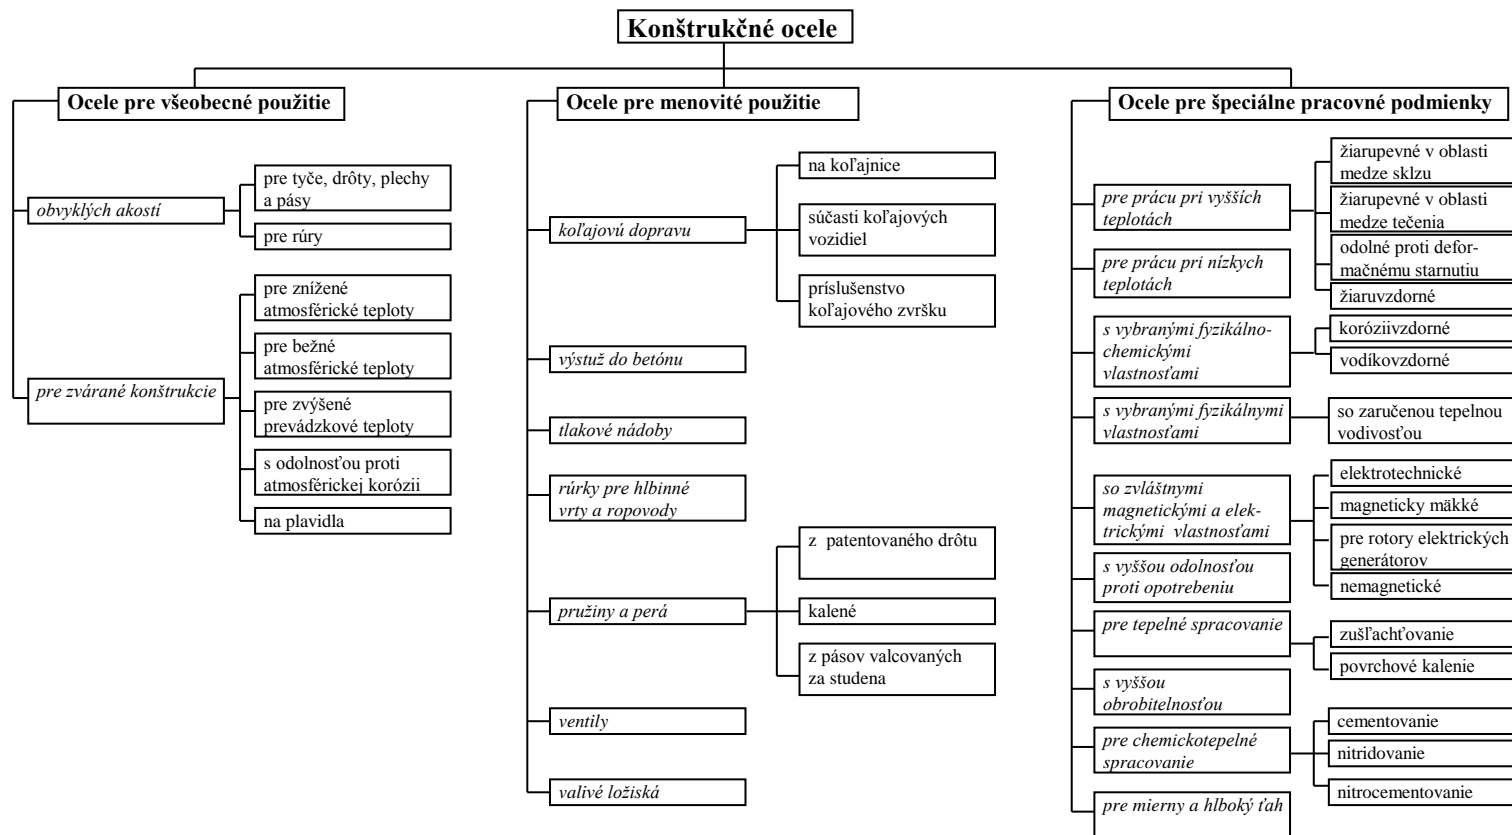 Konštrukčné ocele
Ocele pre všeobecné použitie
obvyklých akostí
pre tyče, drôty, plechy
a pásy
pre rúry
pre zvárané konštrukcie
pre znížené
atmosférické teploty
pre bežné
atmosférické teploty
pre zvýšené
prevádzkové teploty
s odolnosťou proti
atmosférickej korózii
na plavidla
Ocele pre menovité použitie
koľajovú dopravu
na koľajnice
súčasti koľajových
vozidiel
príslušenstvo
koľajového zvršku
výstuž do betónu
tlakové nádoby
rúrky pre hlbinné
vrty a ropovody
pružiny a perá
z patentovaného drôtu
kalené
z pásov valcovaných
za studena
ventily
valivé ložiská
Ocele pre špeciálne pracovné podmienky
pre prácu pri vyšších
teplotách
žiarupevné v oblasti
medze sklzu
žiarupevné v oblasti
medze tečenia
odolné proti defor-
mačnému starnutiu
žiaruvzdorné
pre prácu pri nízkych
teplotách
s vybranými fyzikálno-
chemickými
vlastnosťami
koróziivzdorné
vodíkovzdorné
s vybranými fyzikálnymi
vlastnosťami
so zaručenou tepelnou
vodivosťou
so zvláštnymi
magnetickými a elek-
trickými vlastnosťami
elektrotechnické
magneticky mäkké
pre rotory elektrických
generátorov
nemagnetické
s vyššou odolnosťou
proti opotrebeniu
pre tepelné spracovanie
zušľachťovanie
povrchové kalenie
s vyššou
obrobitelnosťou
pre chemickotepelné
spracovanie
cementovanie
nitridovanie
nitrocementovanie
pre mierny a hlboký ťah